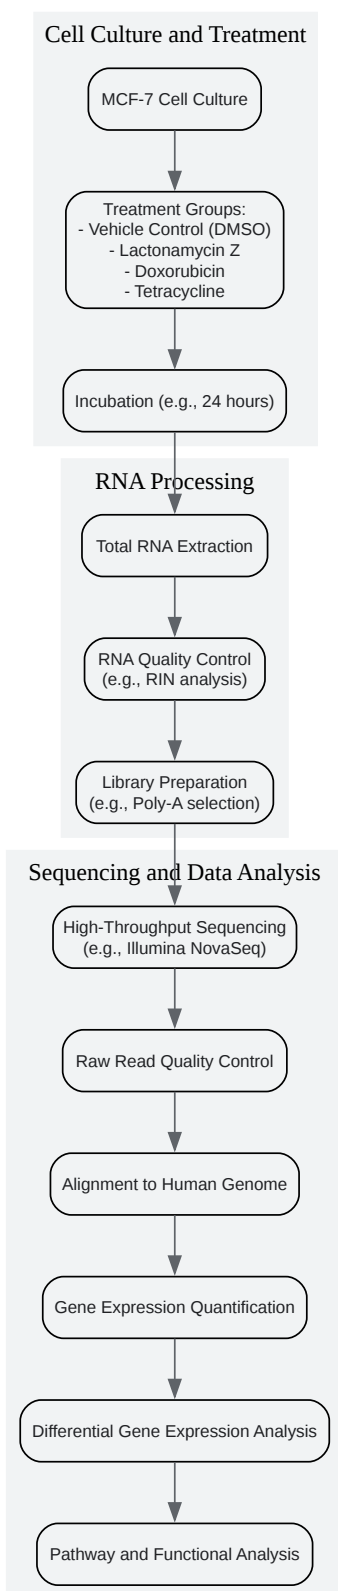 Cell Culture and Treatment
MCF-7 Cell Culture
Treatment Groups:
- Vehicle Control (DMSO)
- Lactonamycin Z
- Doxorubicin
- Tetracycline
Incubation (e.g., 24 hours)
RNA Processing
Total RNA Extraction
RNA Quality Control
(e.g., RIN analysis)
Library Preparation
(e.g., Poly-A selection)
Sequencing and Data Analysis
High-Throughput Sequencing
(e.g., Illumina NovaSeq)
Raw Read Quality Control
Alignment to Human Genome
Gene Expression Quantification
Differential Gene Expression Analysis
Pathway and Functional Analysis